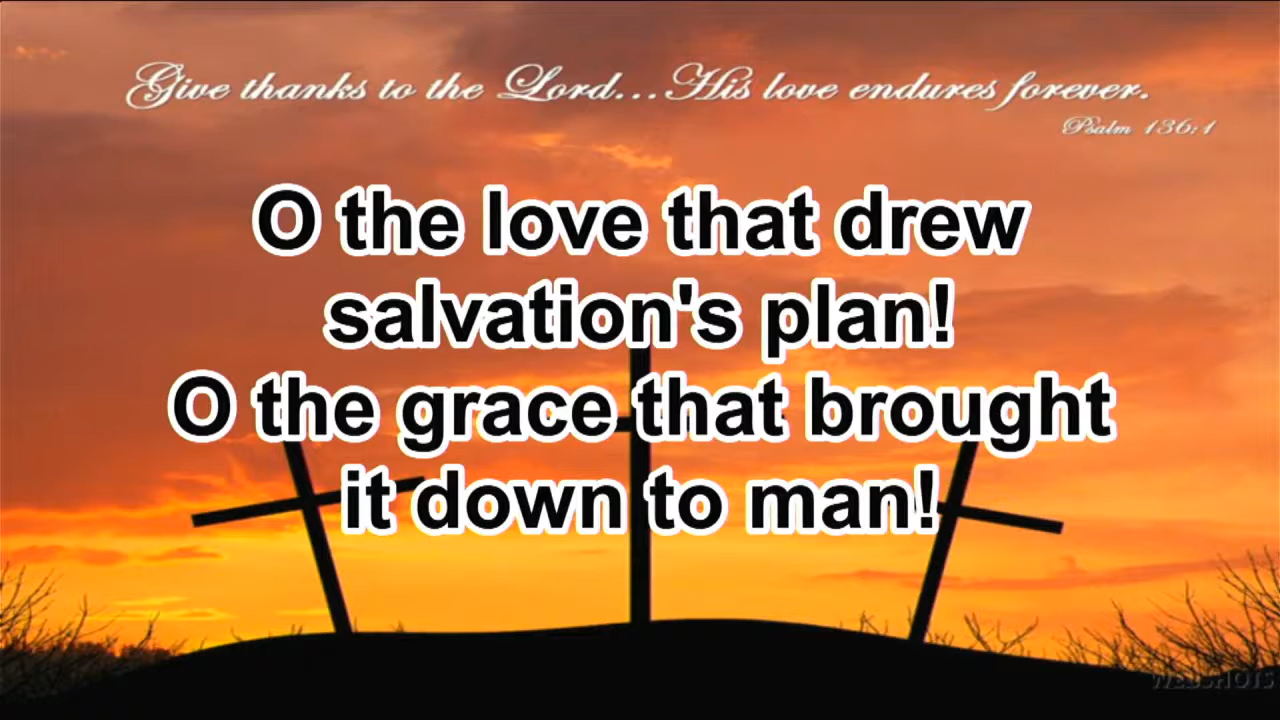 Give thanks to the Lord...His love endures forever.
Psalm 136:1
O the love that drew
salvation's plan!
O the grace that brought
it down to man!
WEBSHOTS